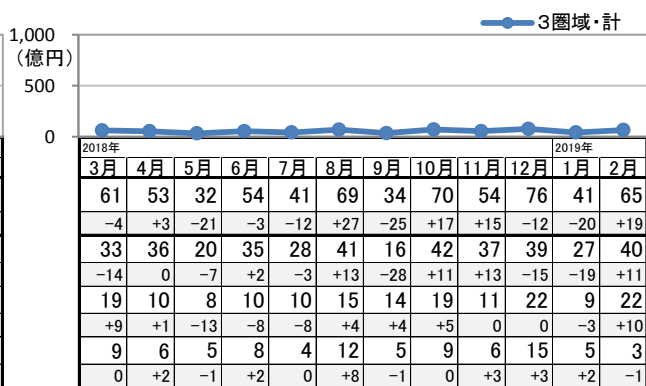 ３圏域・計
1,000
（億円）
500
0
2018年 2019年
3月 4月 5月 6月 7月 8月 9月 10月 11月 12月 1月 2月
61 53 32 54 41 69 34 70 54 76 41 65
−4 +3 −21 −3 −12 +27 −25 +17 +15 −12 −20 +19
33 36 20 35 28 41 16 42 37 39 27 40
−14 0 −7 +2 −3 +13 −28 +11 +13 −15 −19 +11
19 10 8 10 10 15 14 19 11 22 9 22
+9 +1 −13 −8 −8 +4 +4 +5 0 0 −3 +10
9 6 5 8 4 12 5 9 6 15 5 3
0 +2 −1 +2 0 +8 −1 0 +3 +3 +2 −1